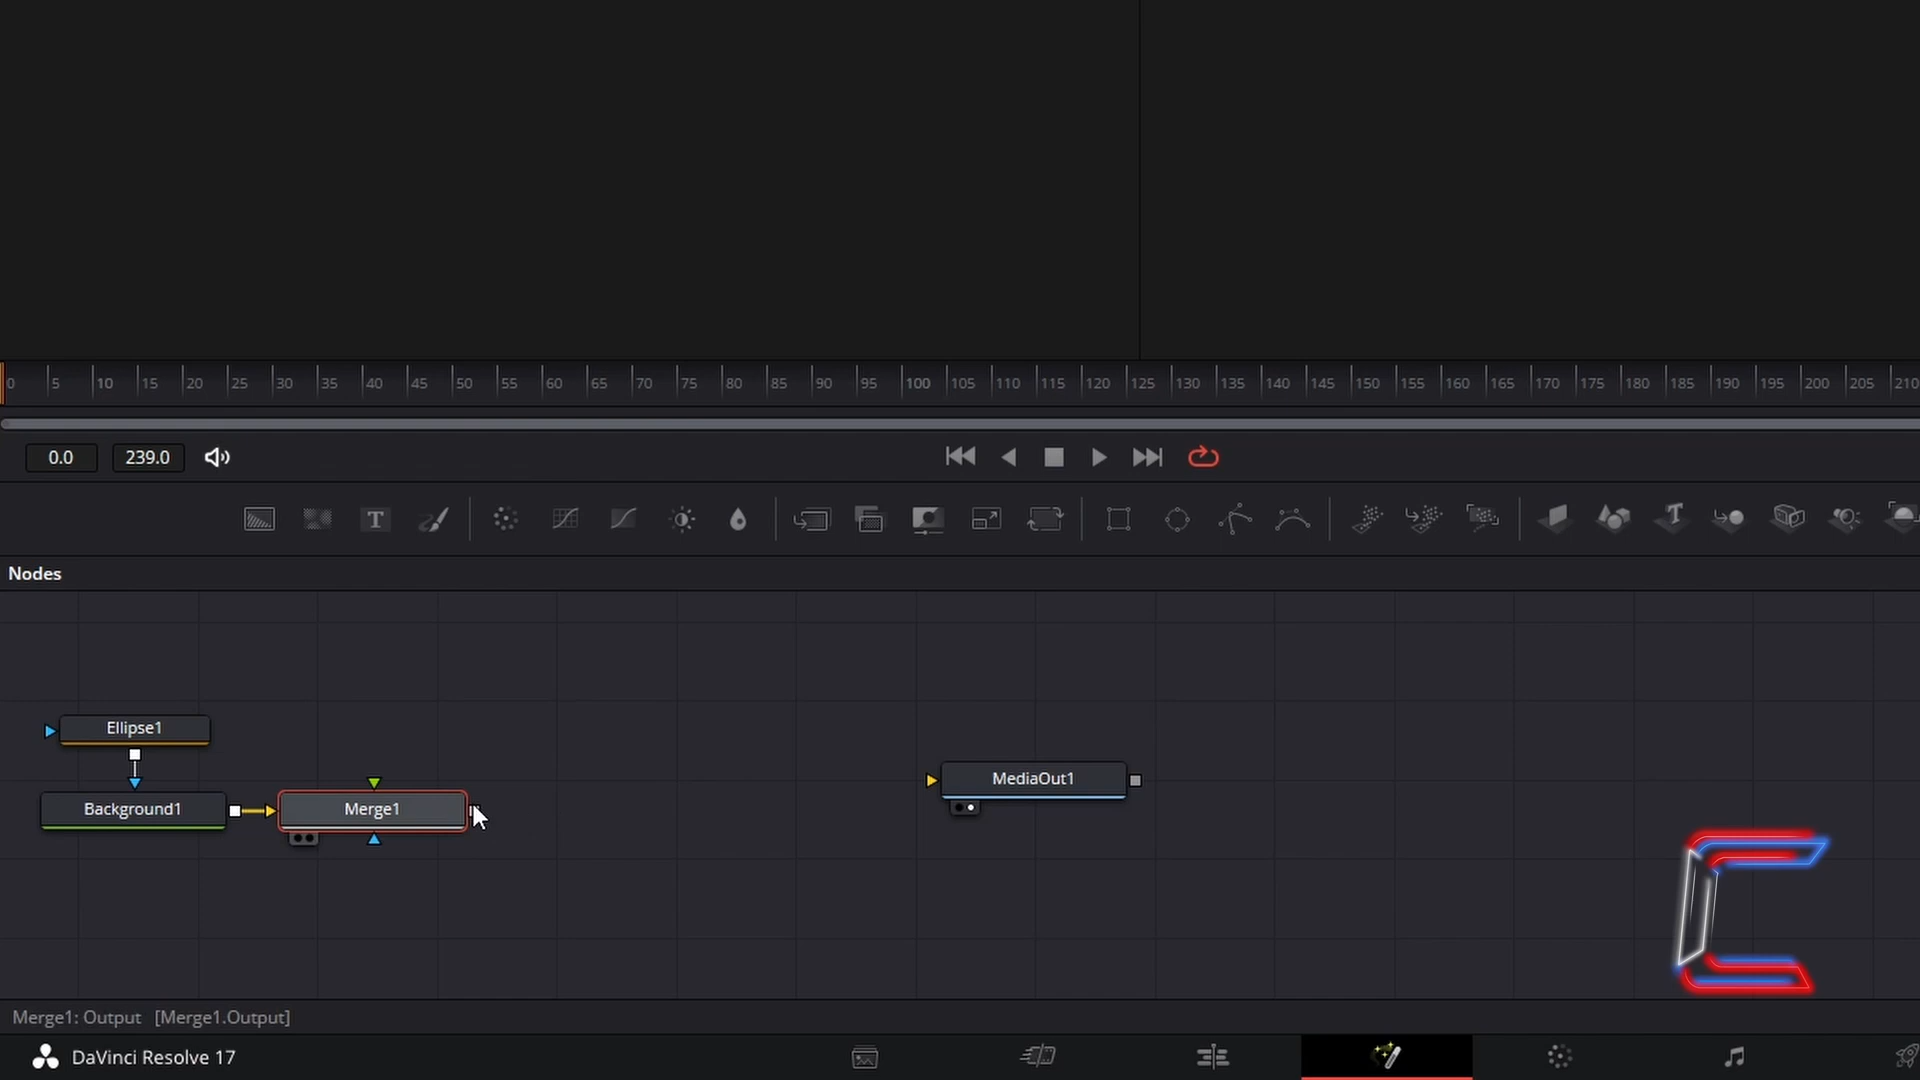 0 5 10 15 20 25 30 35 40 45 50 55 60 65 70 75 80 85 90 95 100 105 110 115 120 125 130 135 140 145 150 155 160 165 170 175 180 185 190 195 200 205 210
0.0 239.0
T
T
Nodes
Ellipse1
MediaOut1
Background1 Merge1
Merge1: Output [Merge1.Output]
DaVinci Resolve 17